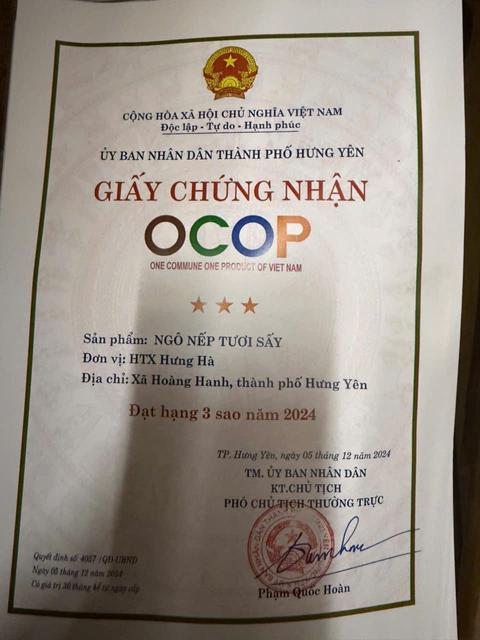 CỘNG HÒA XÃ HỘI CHỦ NGHĨA VIỆT NAM
Độc lập - Tự do - Hạnh phúc
ỦY BAN NHÂN DÂN THÀNH PHỐ HƯNG YÊN
GIẤY CHỨNG NHẬN
OCOP
ONE COMMUNE ONE PRODUCT OF VIET NAM
Sản phẩm: NGÔ NẾP TƯƠI SẤY
Đơn vị: HTX Hưng Hà
Địa chỉ: Xã Hoàng Hanh, thành phố Hưng Yên
Đạt hạng 3 sao năm 2024
TP. Hưng Yên, ngày 05 tháng 12 năm 2024
TM. ỦY BAN NHÂN DÂN
KT.CHỦ TỊCH
PHÓ CHỦ TỊCH THƯỜNG TRỰC
Phạm Quốc Hoàn
Quyết định số 4057 /QĐ-UBND
Ngày 05 tháng 12 năm 2024
Có giá trị 36 tháng kể từ ngày cấp